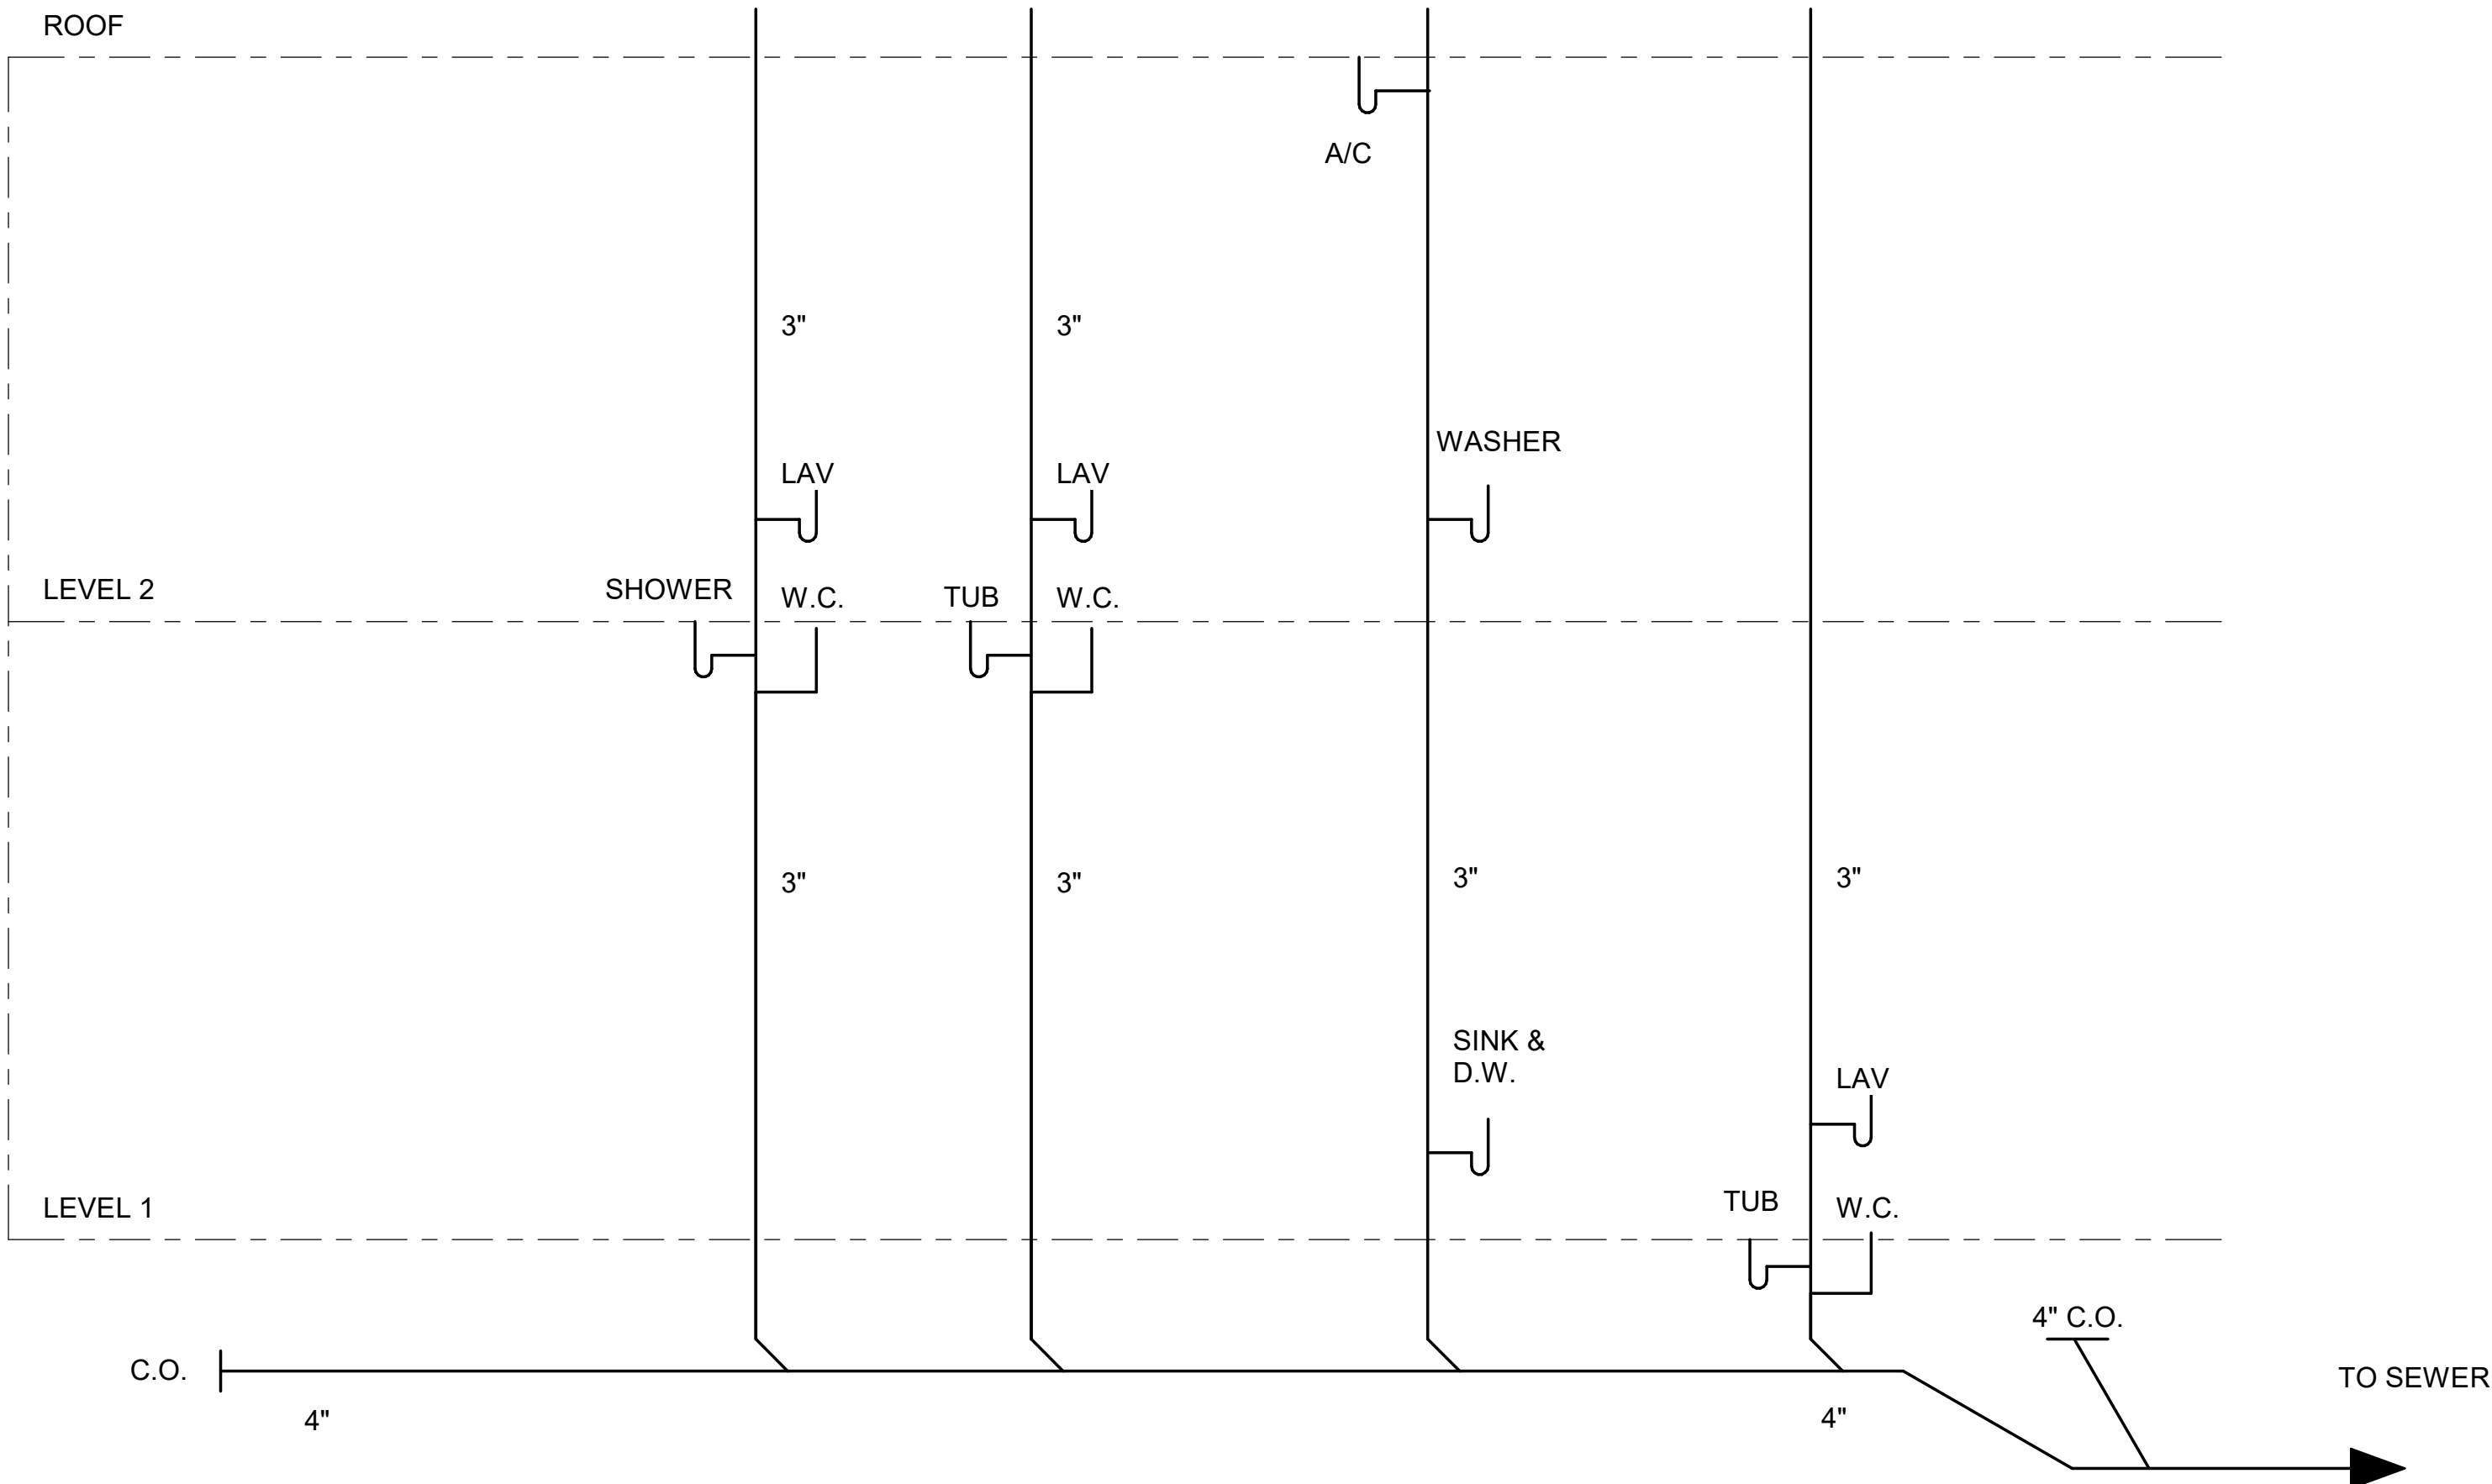 ROOF
A/C
3"
3"
WASHER
LAV
LAV
LEVEL 2
SHOWER
W.C.
TUB
W.C.
3"
3"
3"
3"
SINK &
D.W.
LAV
LEVEL 1
TUB
W.C.
4" C.O.
C.O.
TO SEWER
4"
4"